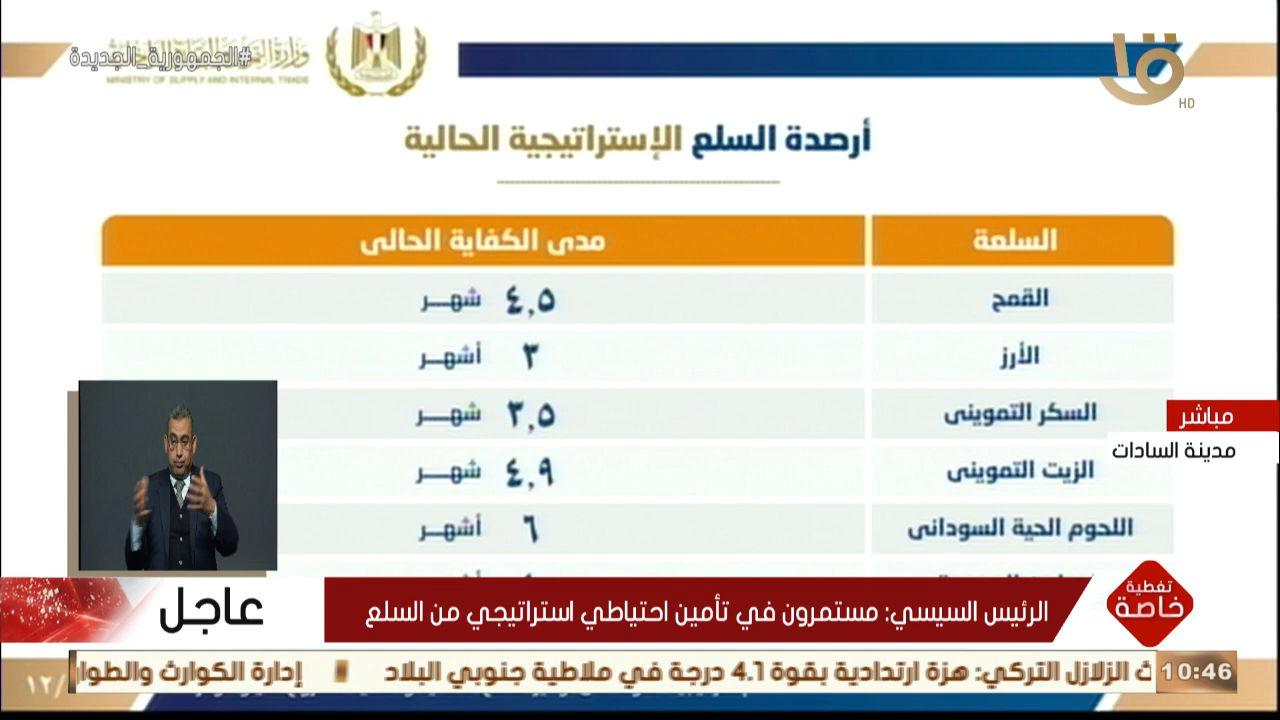 #الجمهورية_الجديدة
MINISTRY OF SUPPLY AND INTERNAL TRADE
HD
أرصدة السلع الإستراتيجية الحالية
السلعة مدى الكفاية الحالى
القمح ٤,٥ شهر
الأرز ٣ أشهر
السكر التموينى ٣,٥ شهر
الزيت التموينى ٤,٩ شهر
اللحوم الحية السودانى ٦ أشهر
مباشر
مدينة السادات
تغطية
خاصة
الرئيس السيسي: مستمرون في تأمين احتياطي استراتيجي من السلع
عاجل
10:46
الزلازل التركي: هزة ارتدادية بقوة 4.1 درجة في ملاطية جنوبي البلاد
إدارة الكوارث